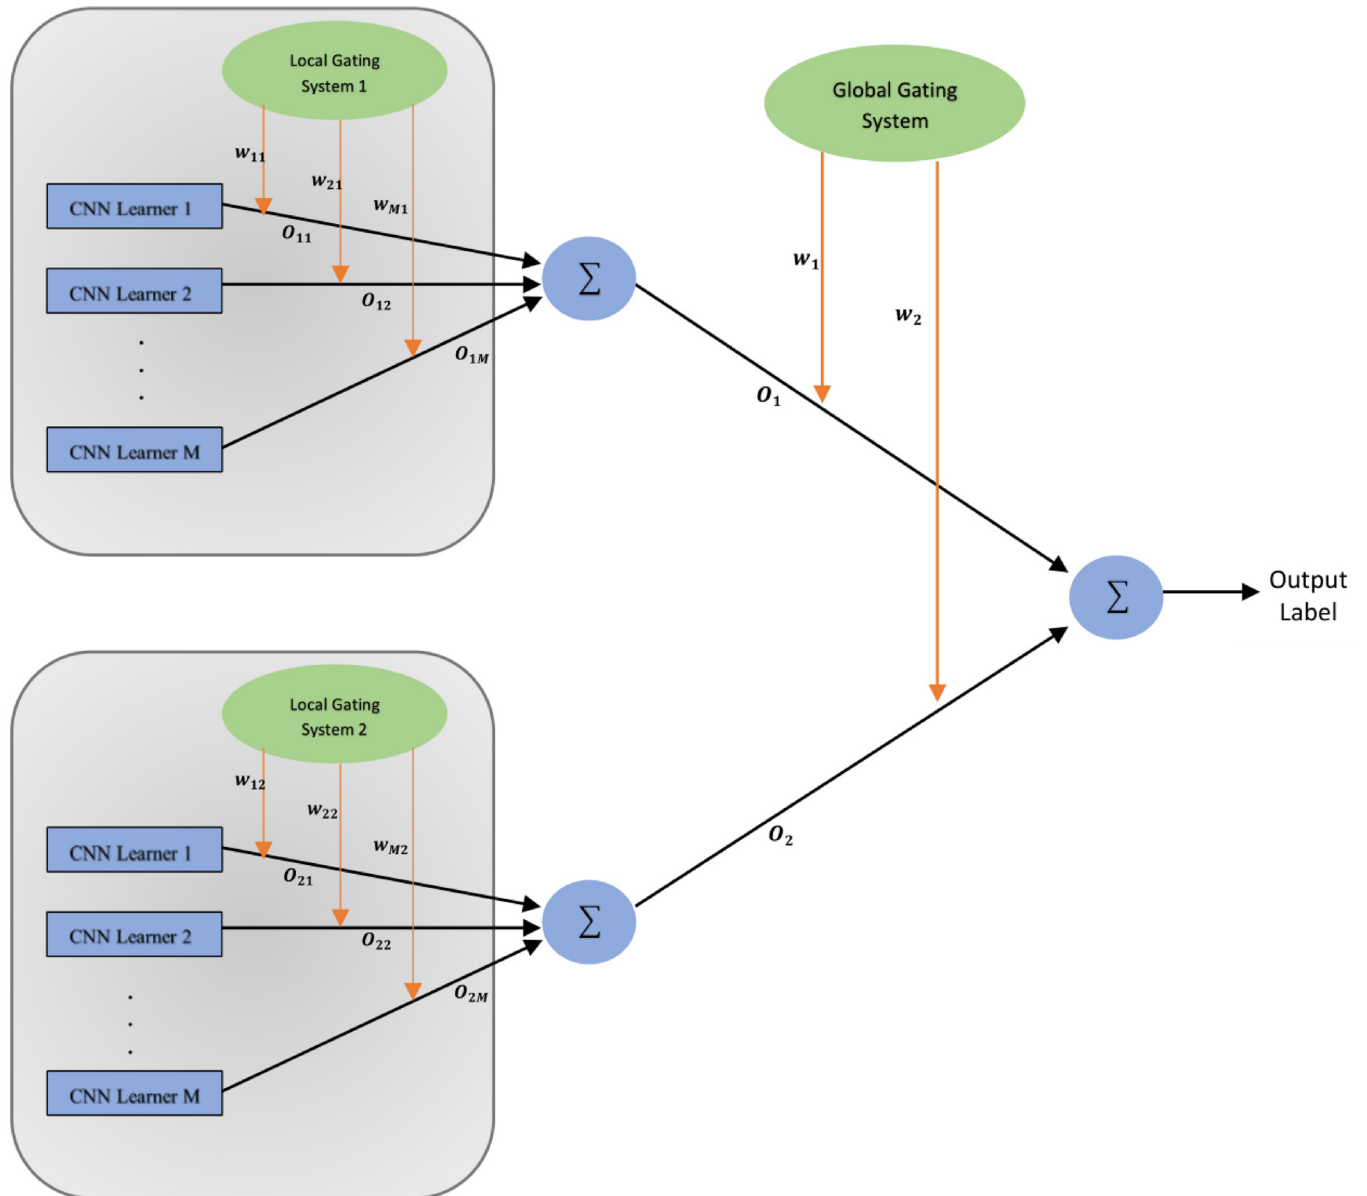 Local Gating
System 1
w₁₁
w₂₁
w_M1
CNN Learner 1
O₁₁
CNN Learner 2
O₁₂
.
.
.
O₁M
CNN Learner M
∑
Global Gating
System
w₁
w₂
O₁
∑
Output
Label
Local Gating
System 2
w₁₂
w₂₂
w_M2
CNN Learner 1
O₂₁
CNN Learner 2
O₂₂
.
.
.
O₂M
CNN Learner M
∑
O₂